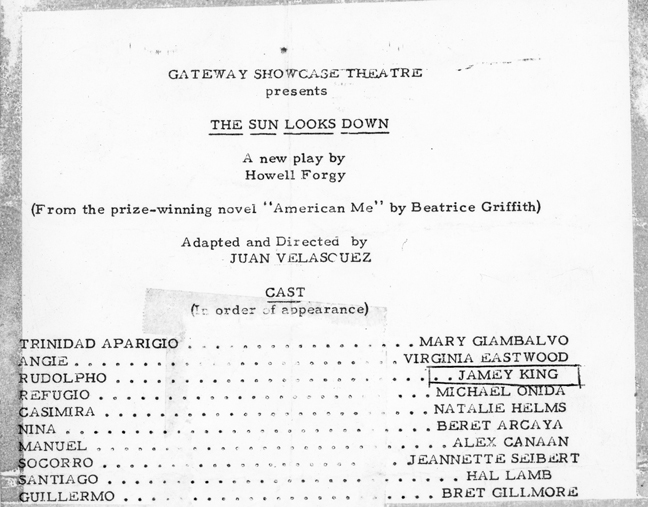 GATEWAY SHOWCASE THEATRE
presents
THE SUN LOOKS DOWN
A new play by
Howell Forgy
(From the prize-winning novel "American Me" by Beatrice Griffith)
Adapted and Directed by
JUAN VELASQUEZ
CAST
(In order of appearance)
TRINIDAD APARIGIO . . . . . . . . . . . . . . . . . MARY GIAMBALVO
ANGIE . . . . . . . . . . . . . . . . . . . . . . . . . VIRGINIA EASTWOOD
RUDOLPHO . . . . . . . . . . . . . . . . . . . . . . . . JAMEY KING
REFUGIO . . . . . . . . . . . . . . . . . . . . . . . . MICHAEL ONIDA
CASIMIRA . . . . . . . . . . . . . . . . . . . . . . . . NATALIE HELMS
NINA . . . . . . . . . . . . . . . . . . . . . . . . . . . BERET ARCAYA
MANUEL . . . . . . . . . . . . . . . . . . . . . . . . . ALEX CANAAN
SOCORRO . . . . . . . . . . . . . . . . . . . . . . . JEANNETTE SEIBERT
SANTIAGO . . . . . . . . . . . . . . . . . . . . . . . . HAL LAMB
GUILLERMO . . . . . . . . . . . . . . . . . . . . . . BRET GILLMORE